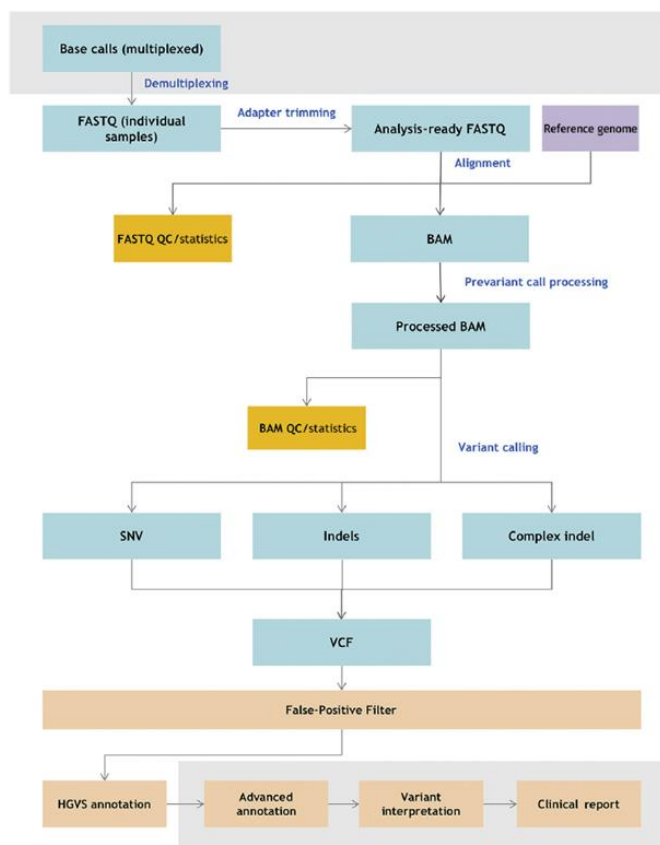 Base calls (multiplexed)
Demultiplexing
FASTQ (individual
samples)
Adapter trimming
Analysis-ready FASTQ
Reference genome
Alignment
FASTQ QC/statistics
BAM
Prevariant call processing
Processed BAM
BAM QC/statistics
Variant calling
SNV
Indels
Complex indel
VCF
False-Positive Filter
HGVS annotation
Advanced
annotation
Variant
interpretation
Clinical report